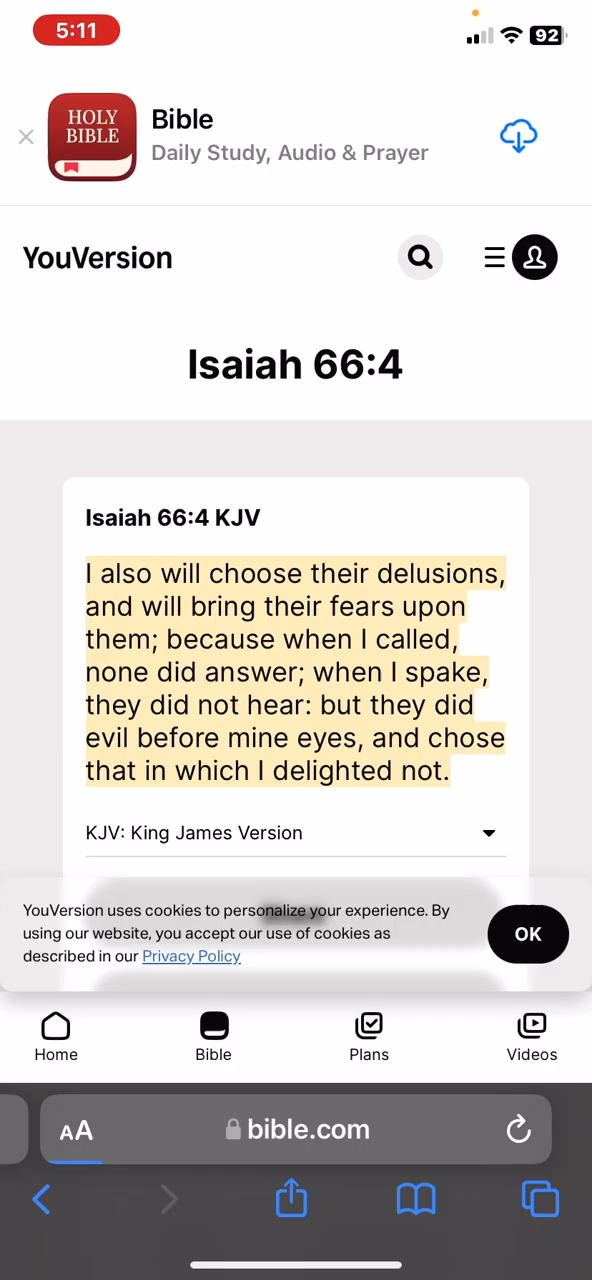 5:11
92
HOLY
BIBLE
Bible
Daily Study, Audio & Prayer
YouVersion
Isaiah 66:4
Isaiah 66:4 KJV
I also will choose their delusions,
and will bring their fears upon
them; because when I called,
none did answer; when I spake,
they did not hear: but they did
evil before mine eyes, and chose
that in which I delighted not.
KJV: King James Version
YouVersion uses cookies to personalize your experience. By
using our website, you accept our use of cookies as
described in our Privacy Policy
OK
Home
Bible
Plans
Videos
AA
bible.com